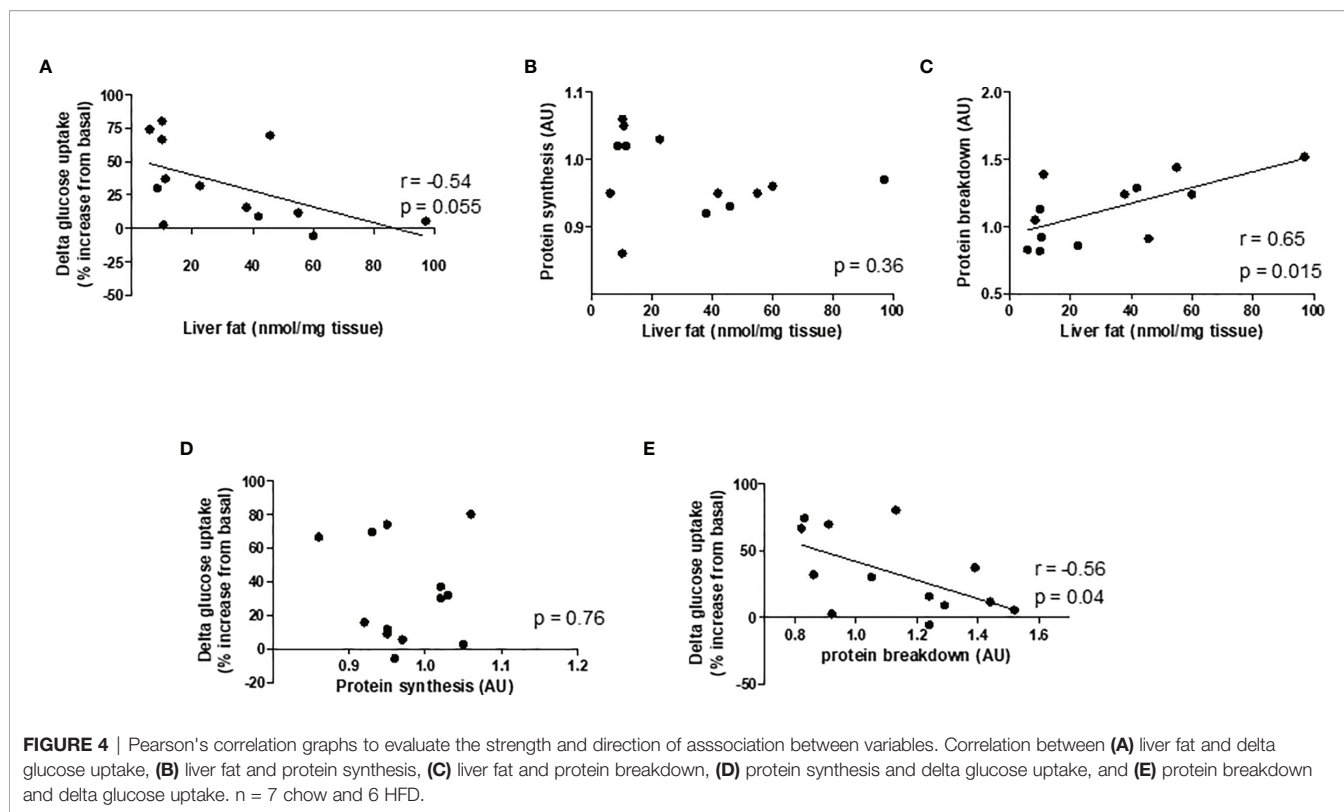 A
Delta glucose uptake
(% increase from basal)
100
75
50
25
0
-25
-50
20
40
60
80
100
r = -0.54
p = 0.055
Liver fat (nmol/mg tissue)
B
Protein synthesis (AU)
1.1
1.0
0.9
0
20
40
60
80
100
p = 0.36
Liver fat (nmol/mg tissue)
C
Protein breakdown (AU)
2.0
1.5
1.0
0.5
0
20
40
60
80
100
r = 0.65
p = 0.015
Liver fat (nmol/mg tissue)
D
Delta glucose uptake
(% increase from basal)
100
80
60
40
20
0
-20
0.9
1.0
1.1
1.2
p = 0.76
Protein synthesis (AU)
E
Delta glucose uptake
(% increase from basal)
100
50
0
-50
0.8
1.0
1.2
1.4
1.6
r = -0.56
p = 0.04
protein breakdown (AU)
FIGURE 4 | Pearson's correlation graphs to evaluate the strength and direction of asssociation between variables. Correlation between (A) liver fat and delta
glucose uptake, (B) liver fat and protein synthesis, (C) liver fat and protein breakdown, (D) protein synthesis and delta glucose uptake, and (E) protein breakdown
and delta glucose uptake. n = 7 chow and 6 HFD.